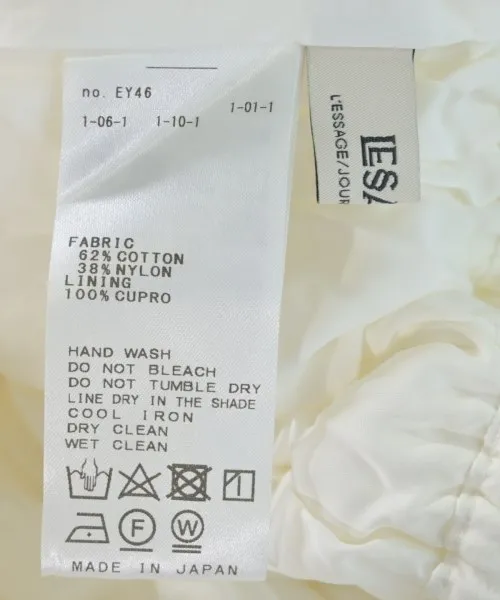 no. EY46
1-01-1
1-06-1 1-10-1
FABRIC
62% COTTON
38% NYLON
LINING
100% CUPRO
HAND WASH
DO NOT BLEACH
DO NOT TUMBLE DRY
LINE DRY IN THE SHADE
COOL IRON
DRY CLEAN
WET CLEAN
F
W
MADE IN JAPAN
L'ESSAGE/JOUR
LESA